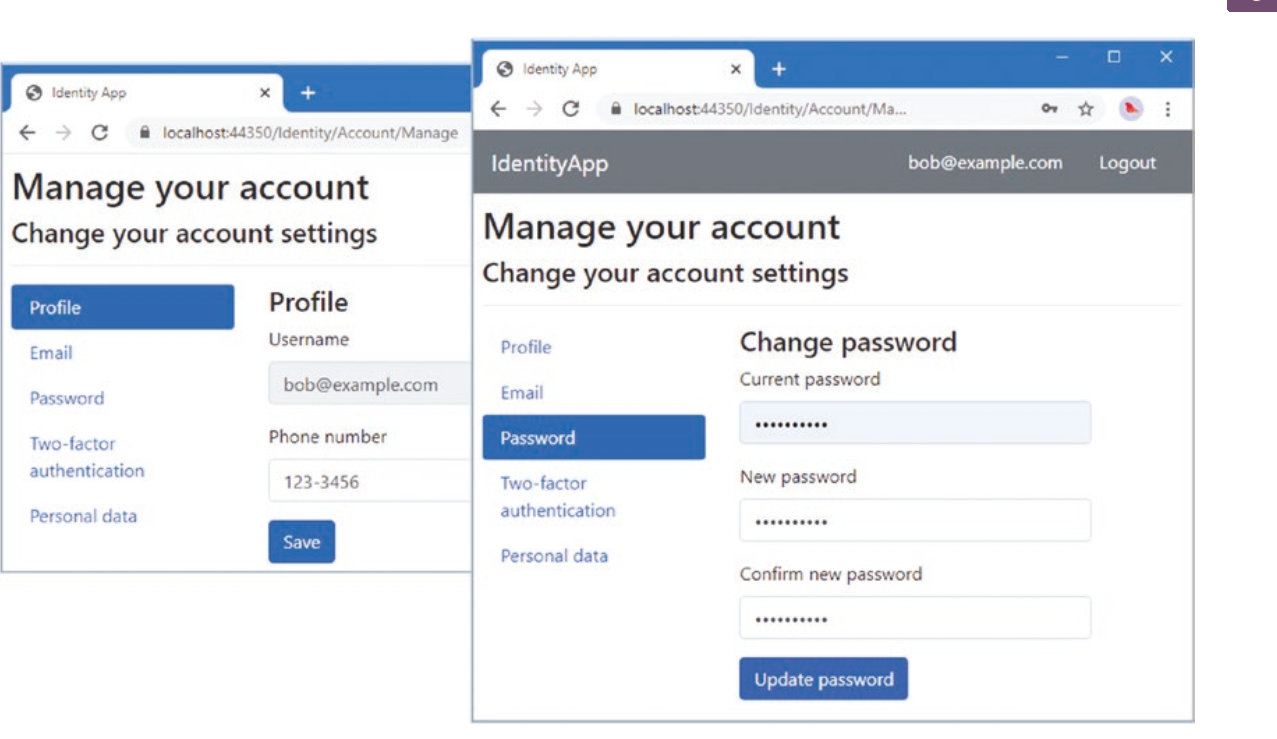 Identity App
localhost:44350/Identity/Account/Manage
Manage your account
Change your account settings
Profile
Email
Password
Two-factor
authentication
Personal data
Profile
Username
bob@example.com
Phone number
123-3456
Save
Identity App
localhost:44350/Identity/Account/Ma...
IdentityApp bob@example.com Logout
Manage your account
Change your account settings
Profile
Email
Password
Two-factor
authentication
Personal data
Change password
Current password
••••••••••
New password
••••••••••
Confirm new password
••••••••••
Update password